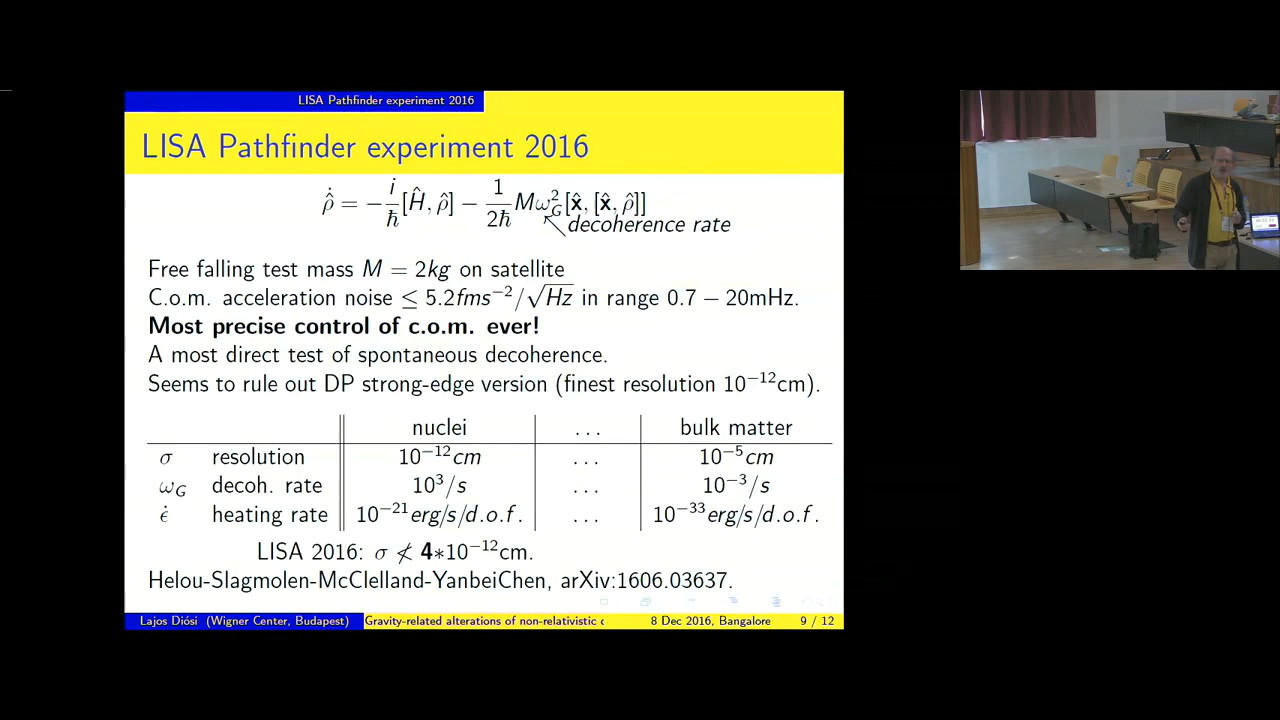 LISA Pathfinder experiment 2016
LISA Pathfinder experiment 2016
ρ̂̇ = −i/ħ[Ĥ, ρ̂] − 1/2ħ Mω²_G[x̂, [x̂, ρ̂]]
decoherence rate
Free falling test mass M = 2kg on satellite
C.o.m. acceleration noise ≤ 5.2fms⁻²/√Hz in range 0.7 − 20mHz.
Most precise control of c.o.m. ever!
A most direct test of spontaneous decoherence.
Seems to rule out DP strong-edge version (finest resolution 10⁻¹²cm).
nuclei ... bulk matter
σ resolution 10⁻¹²cm ... 10⁻⁵cm
ω_G decoh. rate 10³/s ... 10⁻³/s
ε̇ heating rate 10⁻²¹erg/s/d.o.f. ... 10⁻³³erg/s/d.o.f.
LISA 2016: σ ≮ 4∗10⁻¹²cm.
Helou-Slagmolen-McClelland-YanbeiChen, arXiv:1606.03637.
Lajos Diósi (Wigner Center, Budapest) Gravity-related alterations of non-relativistic 8 Dec 2016, Bangalore 9 / 12